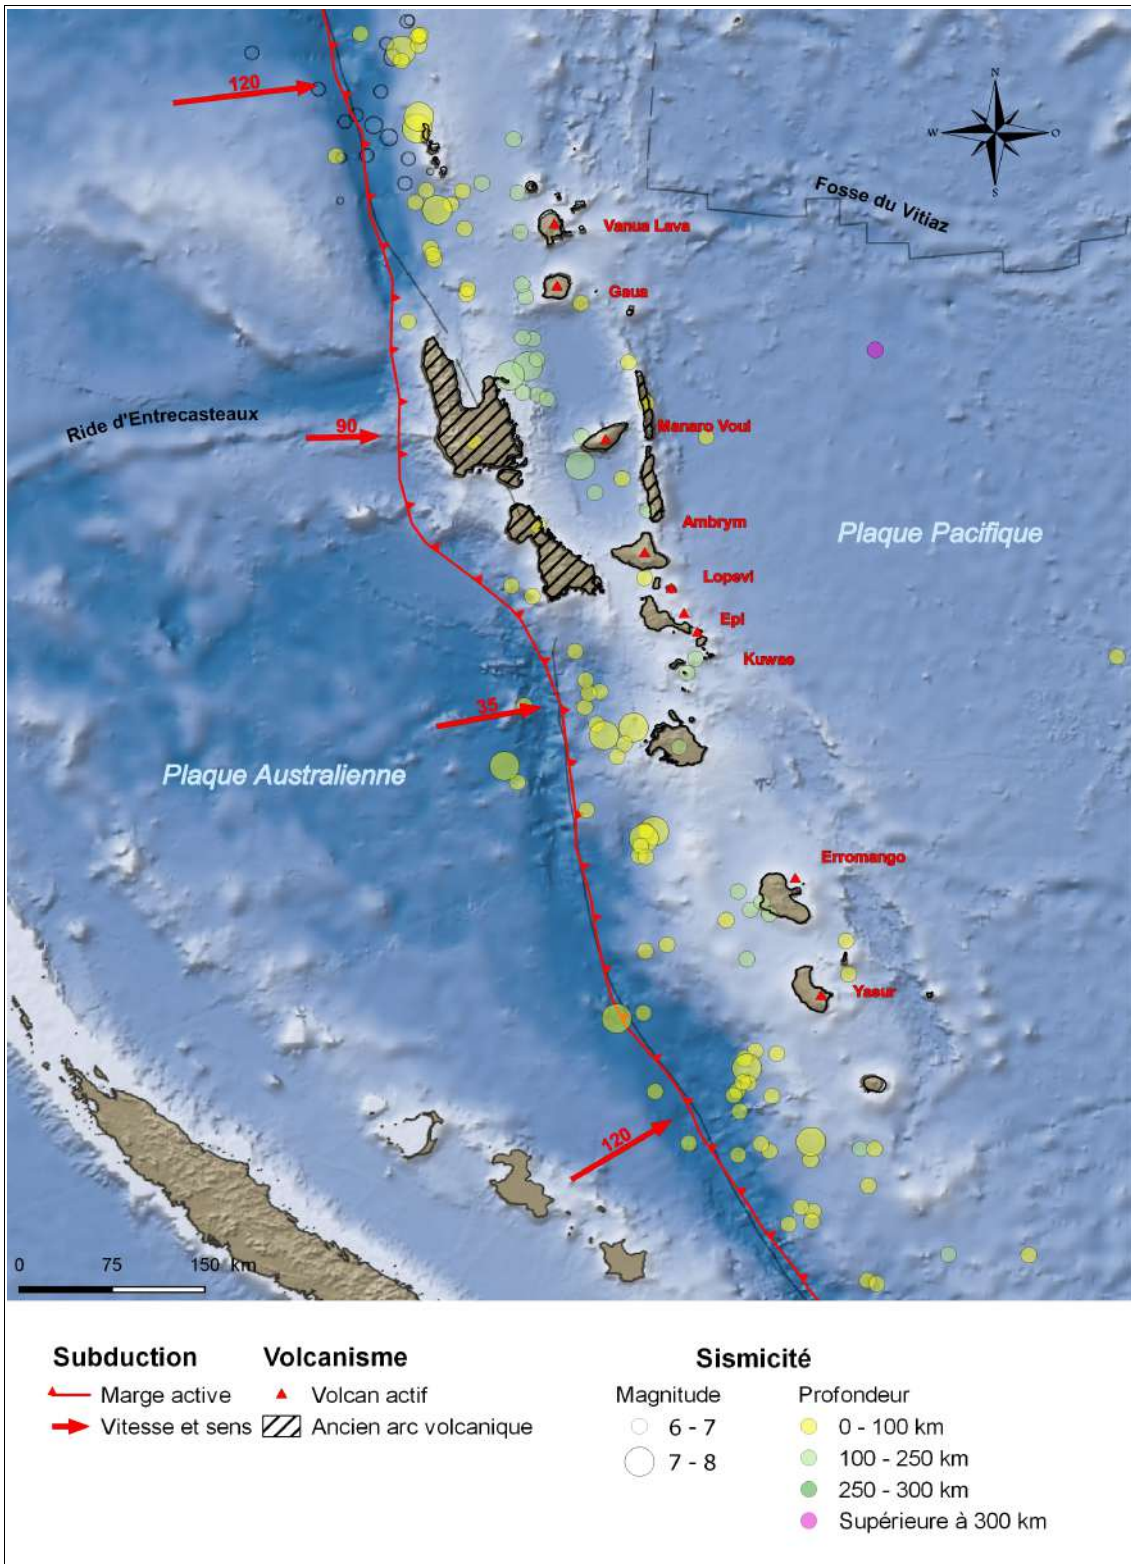 120
N
W
O
S
Fosse du Vitiaz
Vanua Lava
Gaua
Ride d'Entrecasteaux
90
Manaro Voui
Ambrym
Plaque Pacifique
Lopevi
Epi
Kuwae
35
Plaque Australienne
Erromango
Yasur
120
0 75 150 km
Subduction
Marge active
Vitesse et sens
Volcanisme
Volcan actif
Ancien arc volcanique
Sismicité
Magnitude
6 - 7
7 - 8
Profondeur
0 - 100 km
100 - 250 km
250 - 300 km
Supérieure à 300 km